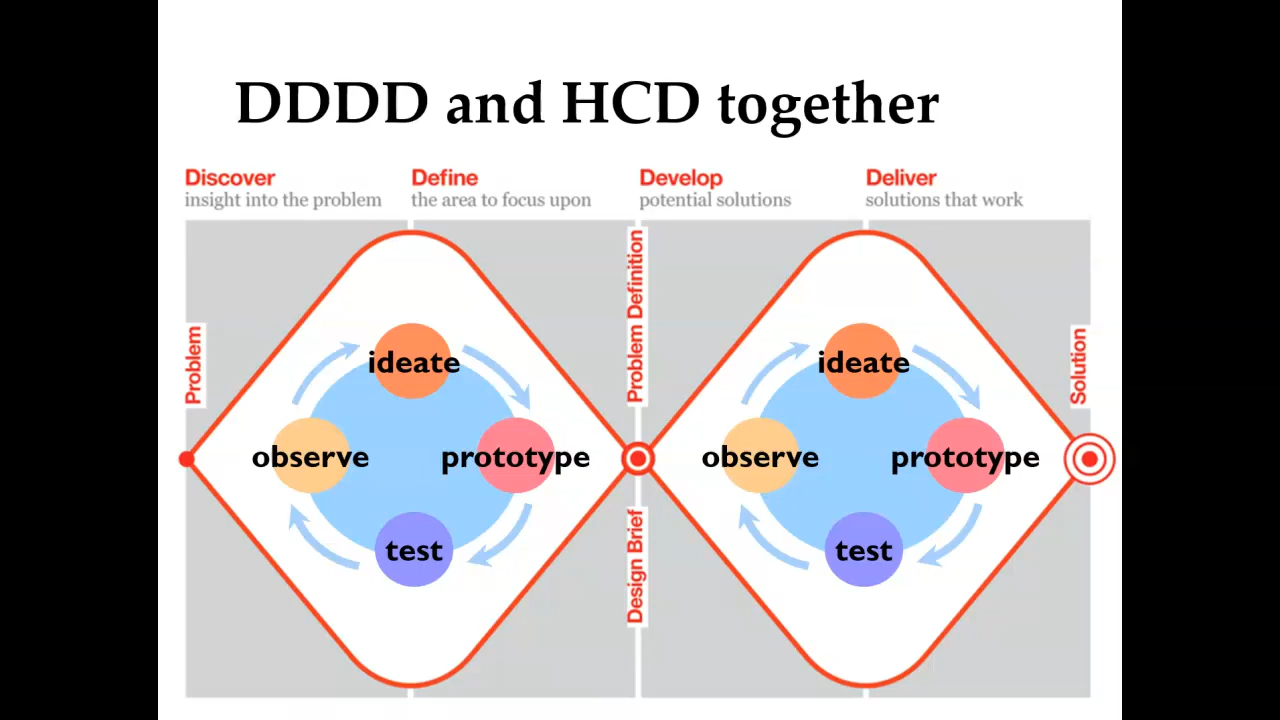 DDDD and HCD together
Discover
insight into the problem
Define
the area to focus upon
Develop
potential solutions
Deliver
solutions that work
Problem
Problem Definition
Design Brief
Solution
ideate
observe
prototype
test
ideate
observe
prototype
test